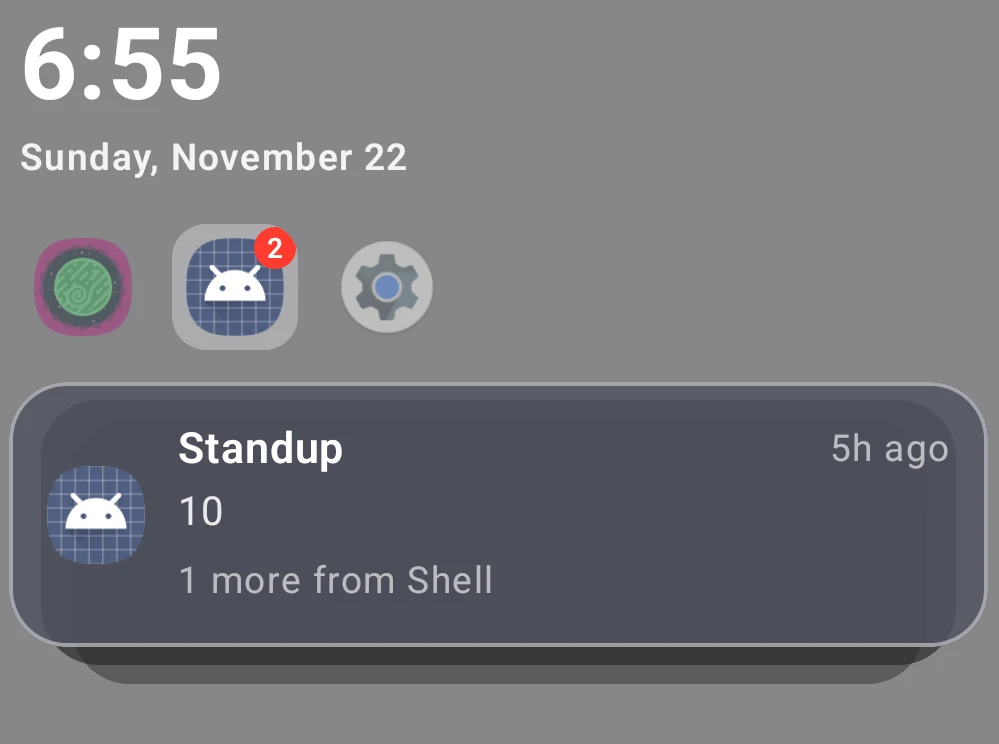 6:55
Sunday, November 22
2
Standup
5h ago
10
1 more from Shell